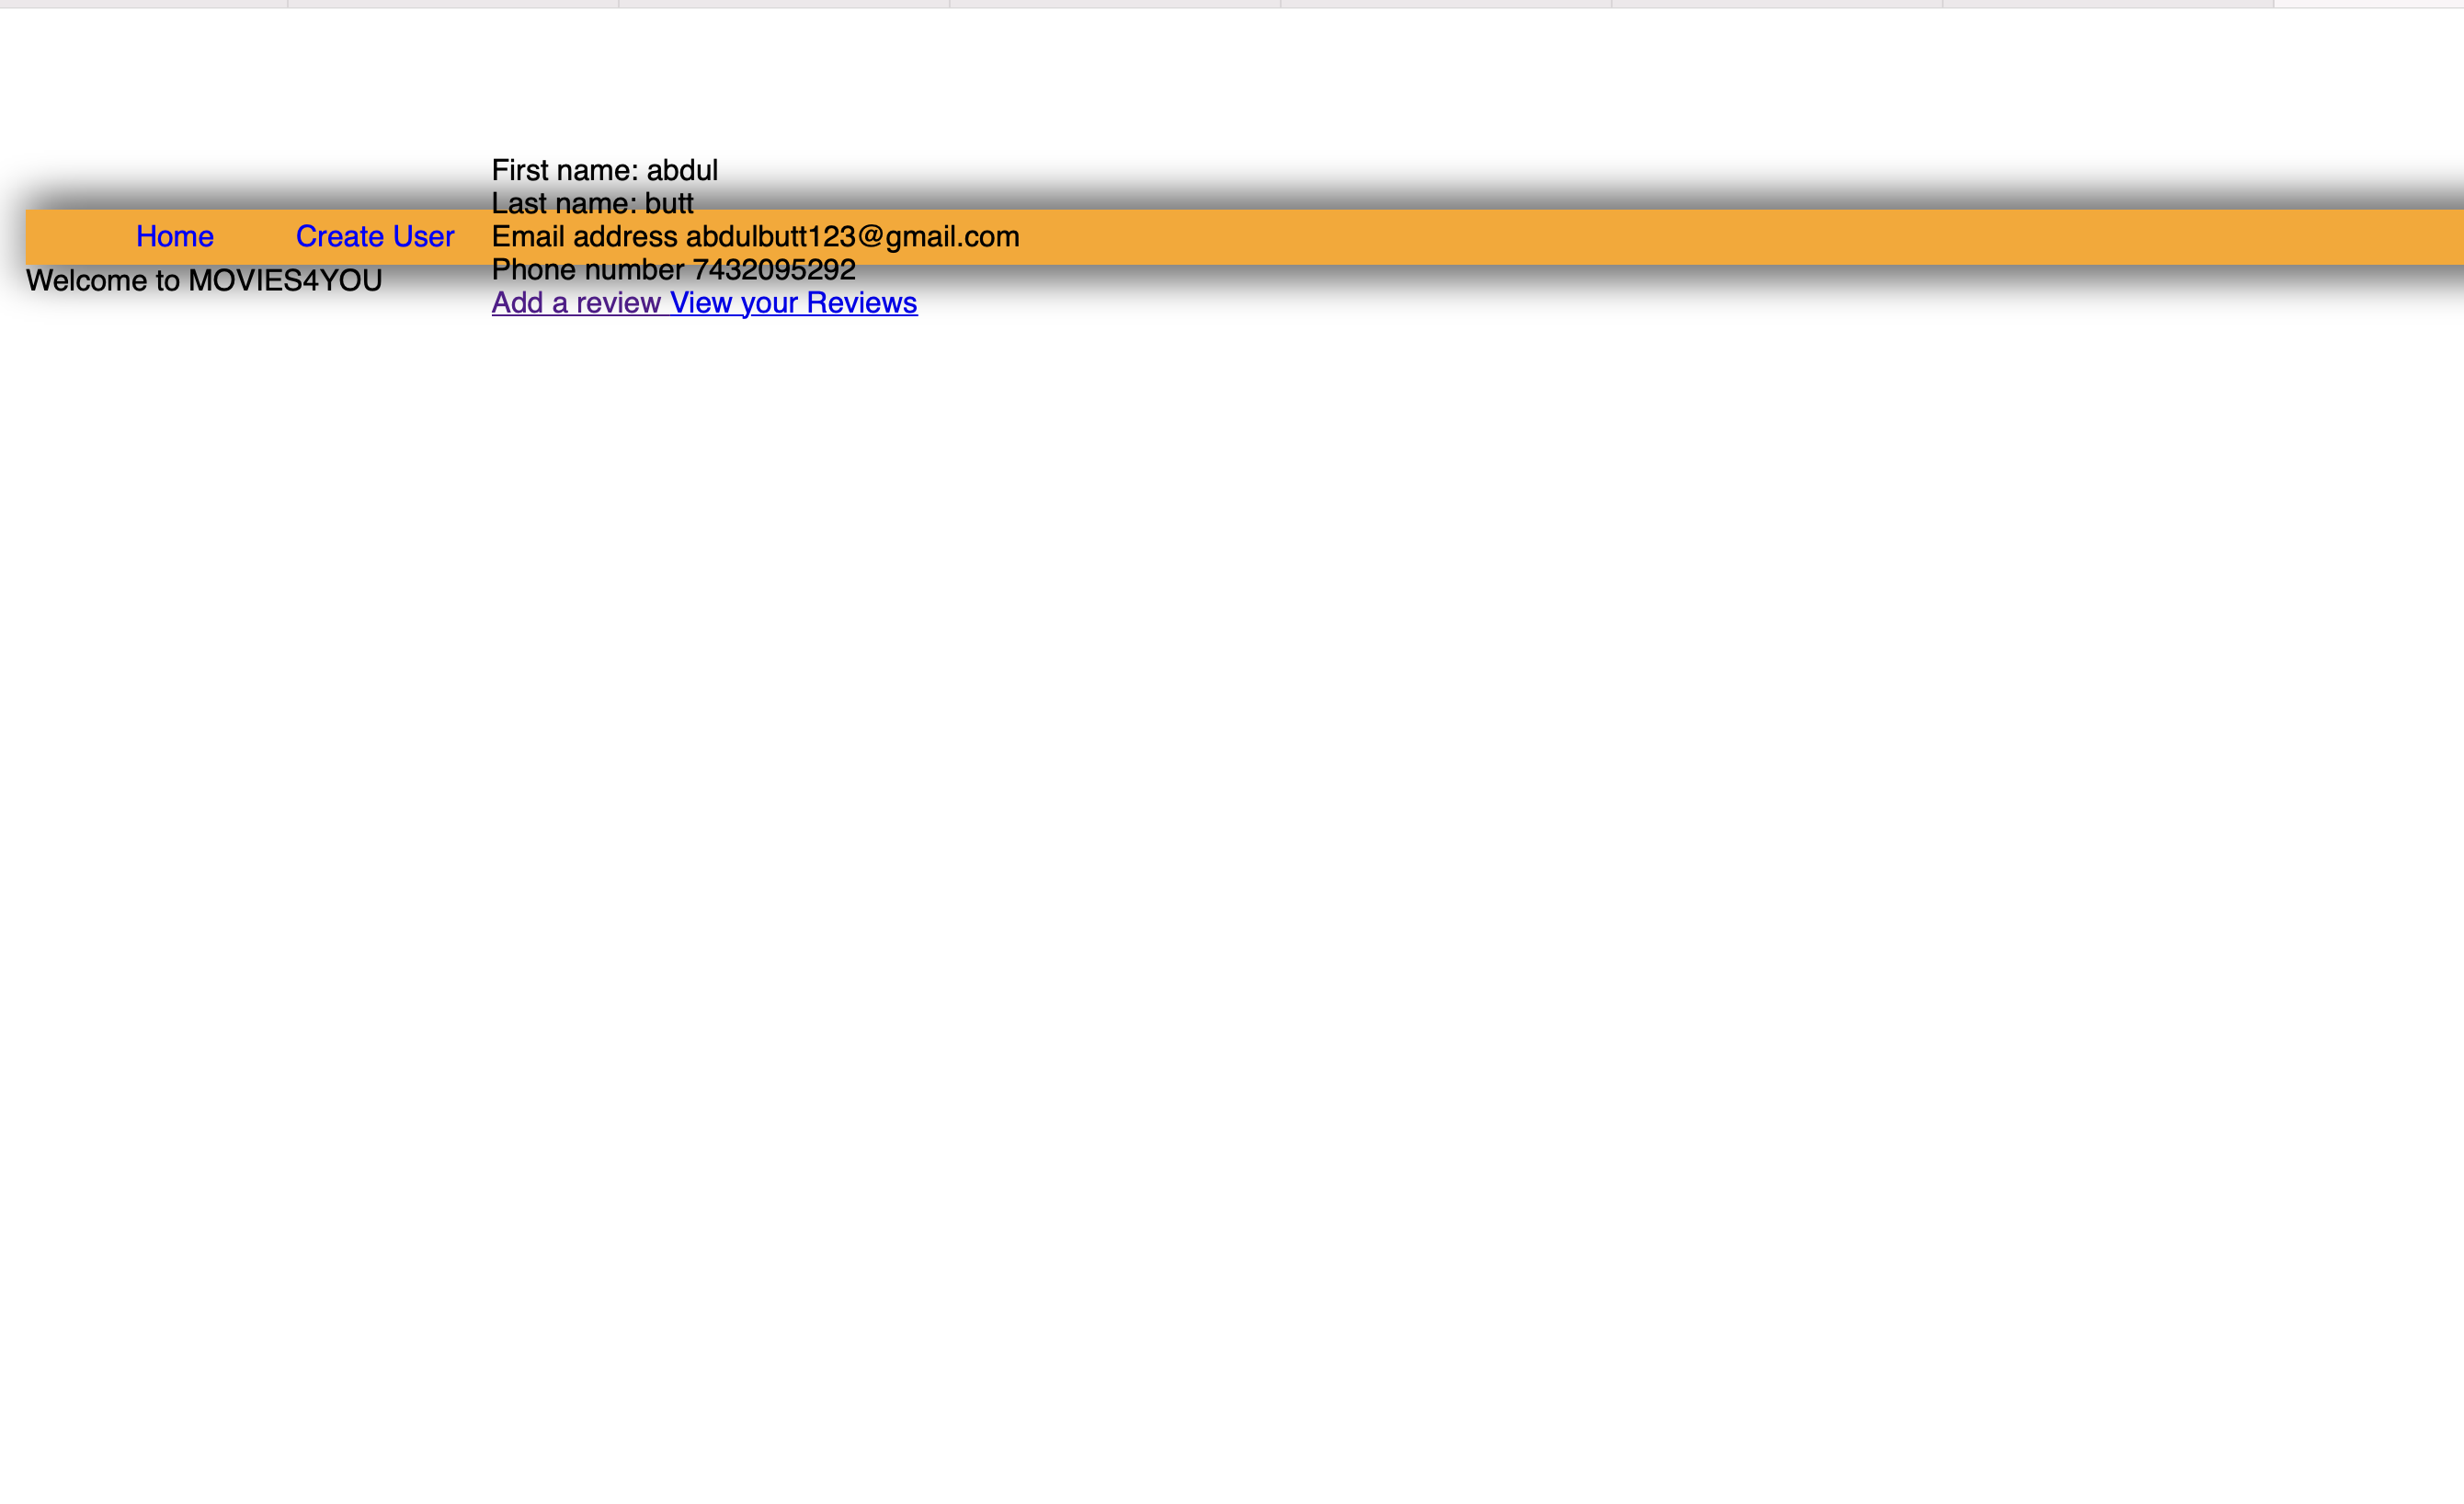 First name: abdul
Last name: butt
Home Create User Email address abdulbutt123@gmail.com
Phone number 7432095292
Welcome to MOVIES4YOU
Add a review View your Reviews